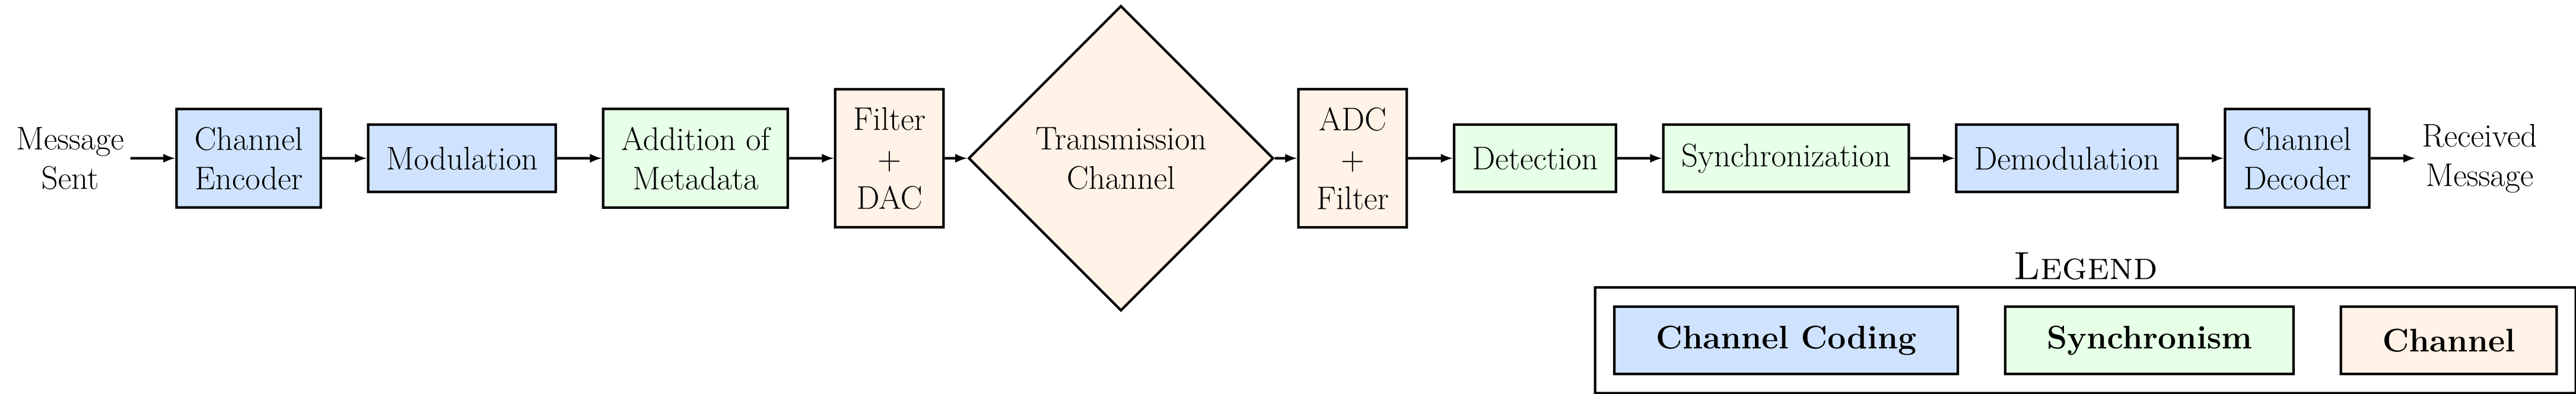 Message
Sent
Channel
Encoder
Modulation
Addition of
Metadata
Filter
+
DAC
Transmission
Channel
ADC
+
Filter
Detection
Synchronization
Demodulation
Channel
Decoder
Received
Message
LEGEND
Channel Coding
Synchronism
Channel